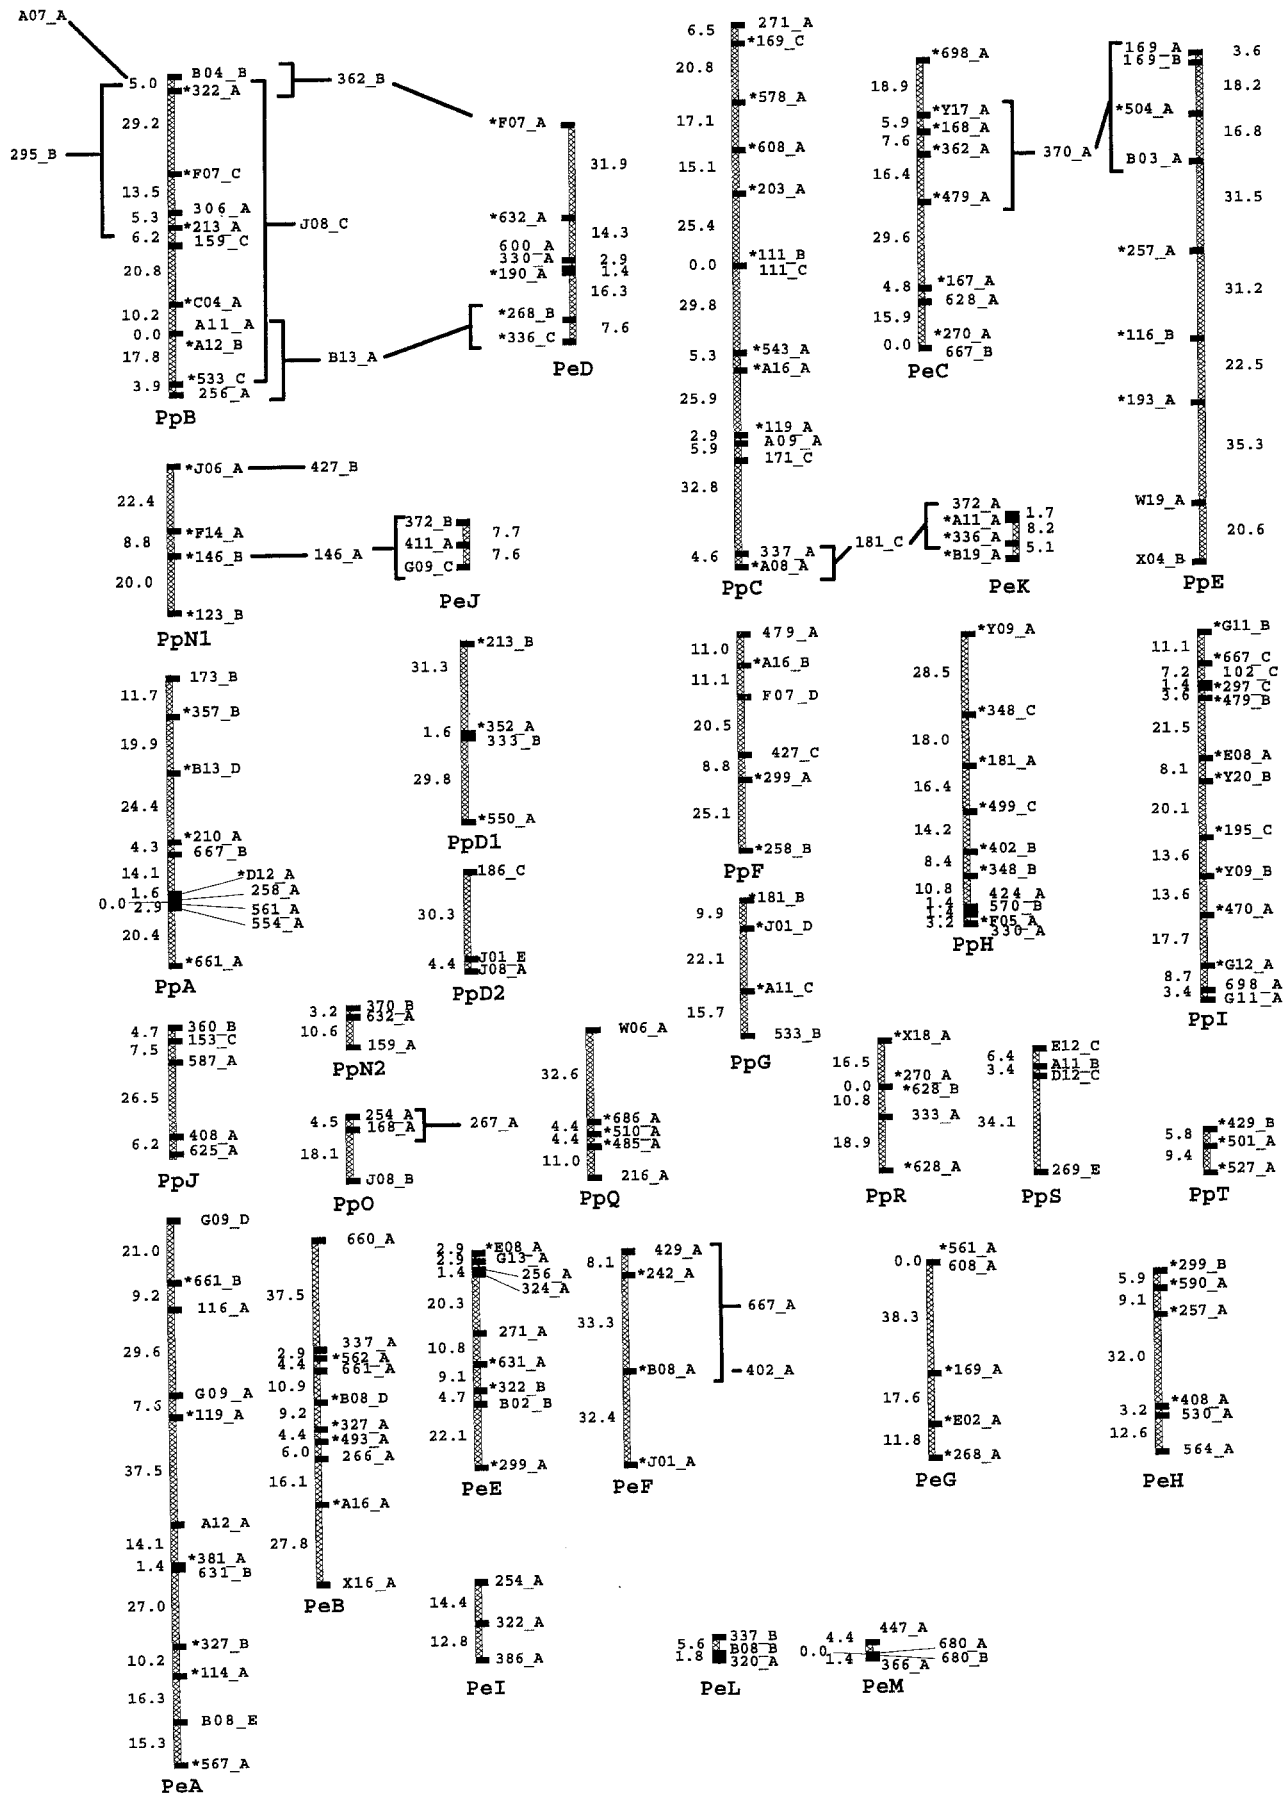 A07_A
5.0 B04_B
*322_A
29.2
295_B
*F07_C
13.5
306_A
5.3 *213_A
6.2 159_C
20.8
*C04_A
10.2 A11_A
0.0 *A12_B
17.8
*533_C
3.9 256_A
PpB
J08_C
362_B
B13_A
*F07_A
31.9
*632_A
14.3
600_A
330_A 2.9
*190_A 1.4
16.3
*268_B
7.6
*336_C
PeD
271_A
6.5 *169_C
20.8
*578_A
17.1
*608_A
15.1
*203_A
25.4
*111_B
0.0 111_C
29.8
*543_A
5.3 *A16_A
25.9
*119_A
2.9 A09_A
5.9 171_C
32.8
337_A
4.6 *A08_A
PpC
181_C
*698_A
18.9
*Y17_A
5.9 *168_A
7.6 *362_A
16.4
*479_A
29.6
*167_A
4.8 628_A
15.9 *270_A
0.0 667_B
PeC
370_A
169_A 3.6
169_B
18.2
*504_A
16.8
B03_A
31.5
*257_A
31.2
*116_B
22.5
*193_A
35.3
W19_A
20.6
X04_B
PpE
*J06_A 427_B
22.4
*F14_A
8.8
*146_B 146_A
20.0
*123_B
PpN1
372_B 7.7
411_A 7.6
G09_C
PeJ
372_A 1.7
*A11_A 8.2
*336_A 5.1
*B19_A
PeK
173_B
11.7
*357_B
19.9
*B13_D
24.4
*210_A
4.3 667_B
14.1 *D12_A
1.6 258_A
0.0 561_A
2.9 554_A
20.4
*661_A
PpA
*213_B
31.3
*352_A
1.6 333_B
29.8
*550_A
PpD1
186_C
30.3
J01_E
4.4 J08_A
PpD2
479_A
11.0
*A16_B
11.1
F07_D
20.5
427_C
8.8
*299_A
25.1
*258_B
PpF
*181_B
9.9
*J01_D
22.1
*A11_C
15.7
533_B
PpG
*Y09_A
28.5
*348_C
18.0
*181_A
16.4
*499_C
14.2
*402_B
8.4 *348_B
10.8 424_A
1.4 570_B
1.4 *F05_A
3.2 330_A
PpH
*G11_B
11.1
*667_C
7.2 102_C
1.4 *297_C
3.6 *479_B
21.5
*E08_A
8.1
*Y20_B
20.1
*195_C
13.6
*Y09_B
13.6
*470_A
17.7
*G12_A
8.7 698_A
3.4 G11_A
PpI
360_B
4.7 153_C
7.5 587_A
26.5
408_A
6.2 625_A
PpJ
3.2 370_B
632_A
10.6
159_A
PpN2
254_A
4.5 168_A 267_A
18.1
J08_B
PpO
W06_A
32.6
*686_A
4.4 *510_A
4.4 *485_A
11.0
216_A
PpQ
*X18_A
16.5
*270_A
0.0 *628_B
10.8
333_A
18.9
*628_A
PpR
E12_C
6.4 A11_B
3.4 D12_C
34.1
269_E
PpS
*429_B
5.8 *501_A
9.4 *527_A
PpT
G09_D
21.0
*661_B
9.2
116_A
29.6
G09_A
7.3 *119_A
37.5
A12_A
14.1
*381_A
1.4 631_B
27.0
*327_B
10.2
*114_A
16.3
B08_E
15.3
*567_A
PeA
660_A
37.5
337_A
2.9 *562_A
4.4 661_A
10.9
*B08_D
9.2 *327_A
4.4 *493_A
6.0 266_A
16.1
*A16_A
27.8
X16_A
PeB
2.9 *E08_A
2.9 G13_A
1.4 256_A
324_A
20.3
271_A
10.8
*631_A
9.1 *322_B
4.7 B02_B
22.1
*299_A
PeE
429_A
8.1
*242_A
667_A
33.3
*B08_A 402_A
32.4
*J01_A
PeF
*561_A
0.0 608_A
38.3
*169_A
17.6
*E02_A
11.8
*268_A
PeG
*299_B
5.9 *590_A
9.1 *257_A
32.0
*408_A
3.2 530_A
12.6
564_A
PeH
254_A
14.4
322_A
12.8
386_A
PeI
337_B
5.6 B08_B
1.8 320_A
PeL
447_A
4.4 680_A
0.0 680_B
1.4 366_A
PeM